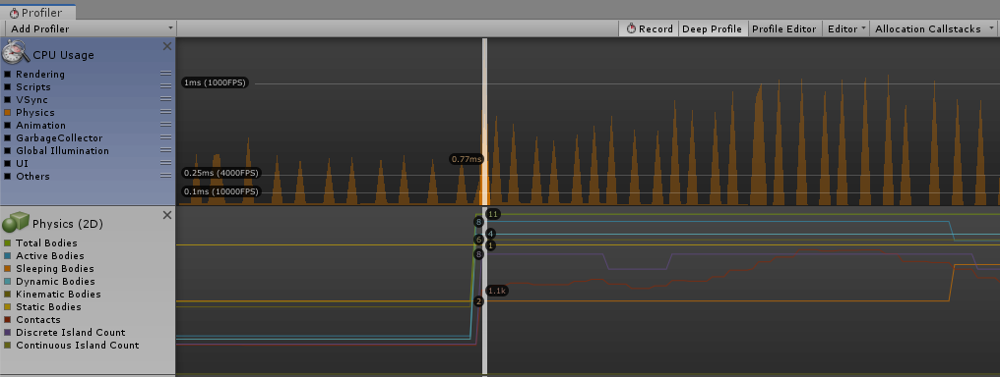 Profiler
Add Profiler
Record Deep Profile Profile Editor Editor Allocation Callstacks
CPU Usage
Rendering
Scripts
VSync
Physics
Animation
GarbageCollector
Global Illumination
UI
Others
1ms (1000FPS)
0.77ms
0.25ms (4000FPS)
0.1ms (10000FPS)
Physics (2D)
Total Bodies
Active Bodies
Sleeping Bodies
Dynamic Bodies
Kinematic Bodies
Static Bodies
Contacts
Discrete Island Count
Continuous Island Count
11
8
4
6
1
8
1.1k
2